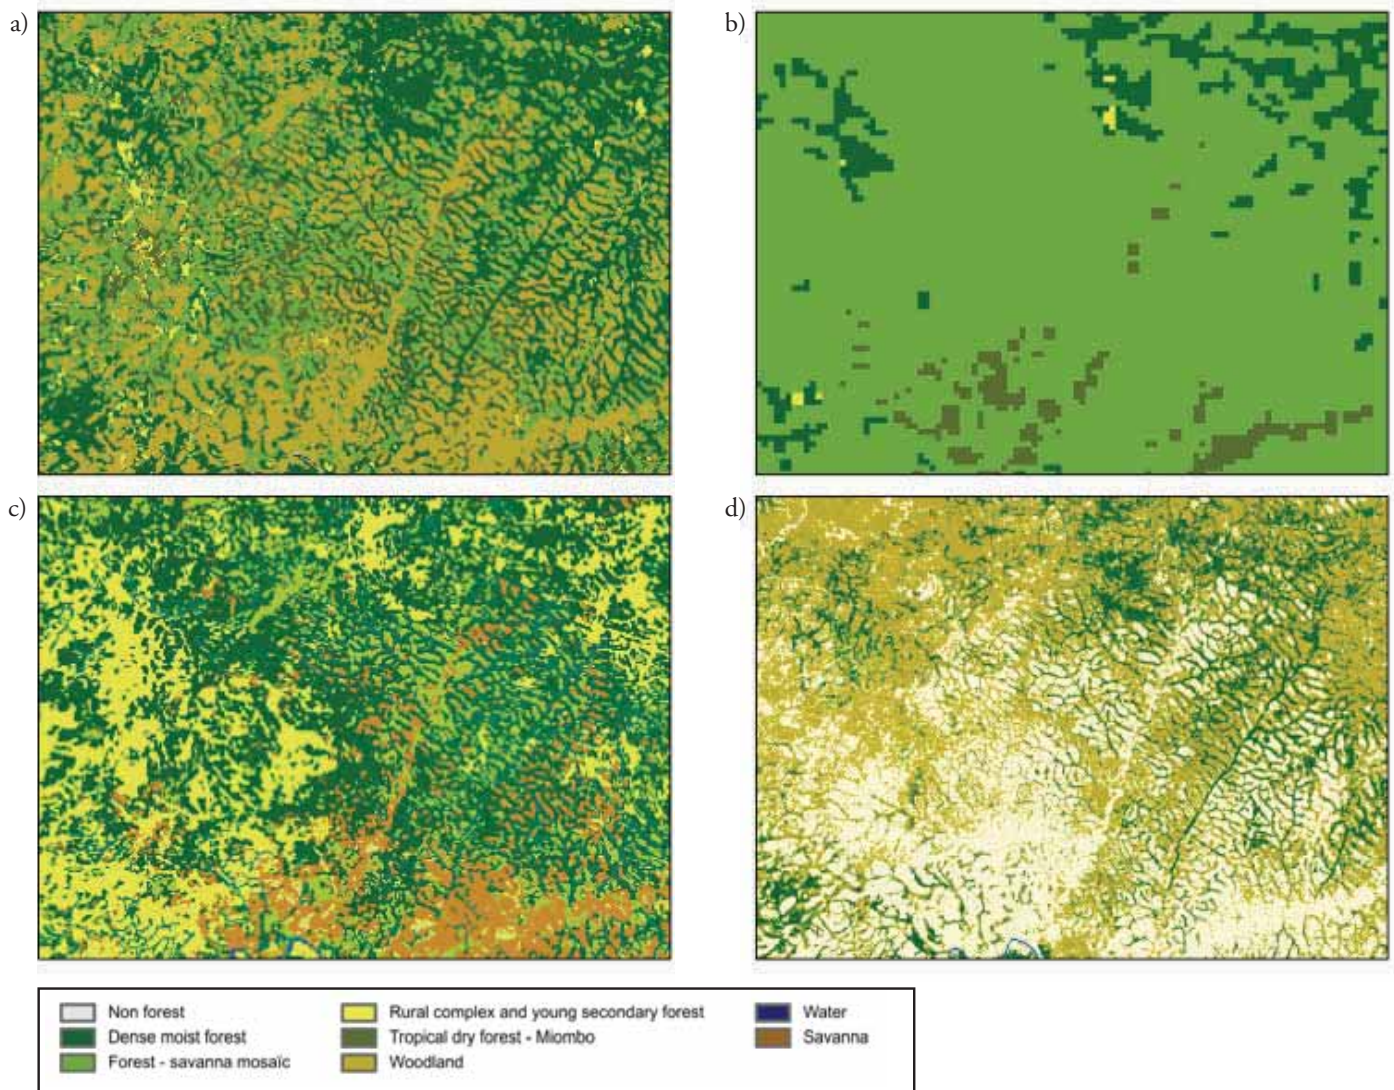 a)
b)
c)
d)
Non forest
Dense moist forest
Forest - savanna mosaïc
Rural complex and young secondary forest
Tropical dry forest - Miombo
Woodland
Water
Savanna